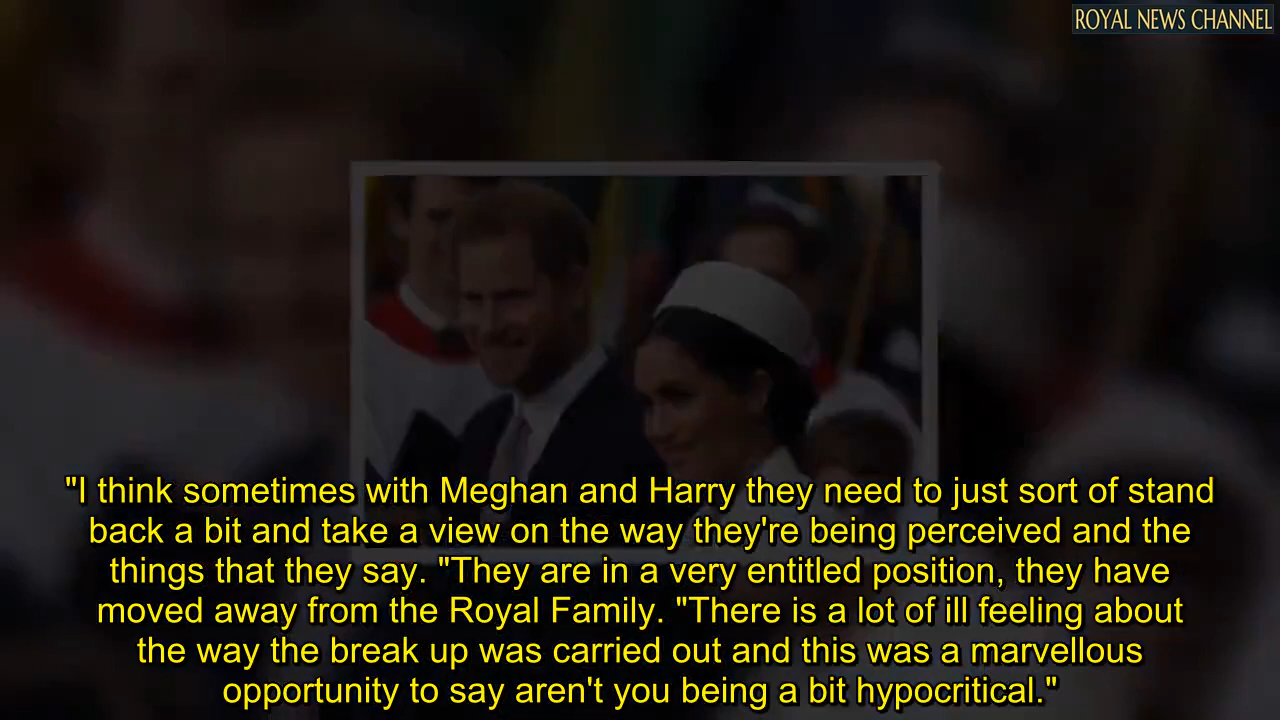 ROYAL NEWS CHANNEL
"I think sometimes with Meghan and Harry they need to just sort of stand
back a bit and take a view on the way they're being perceived and the
things that they say. "They are in a very entitled position, they have
moved away from the Royal Family. "There is a lot of ill feeling about
the way the break up was carried out and this was a marvellous
opportunity to say aren't you being a bit hypocritical."